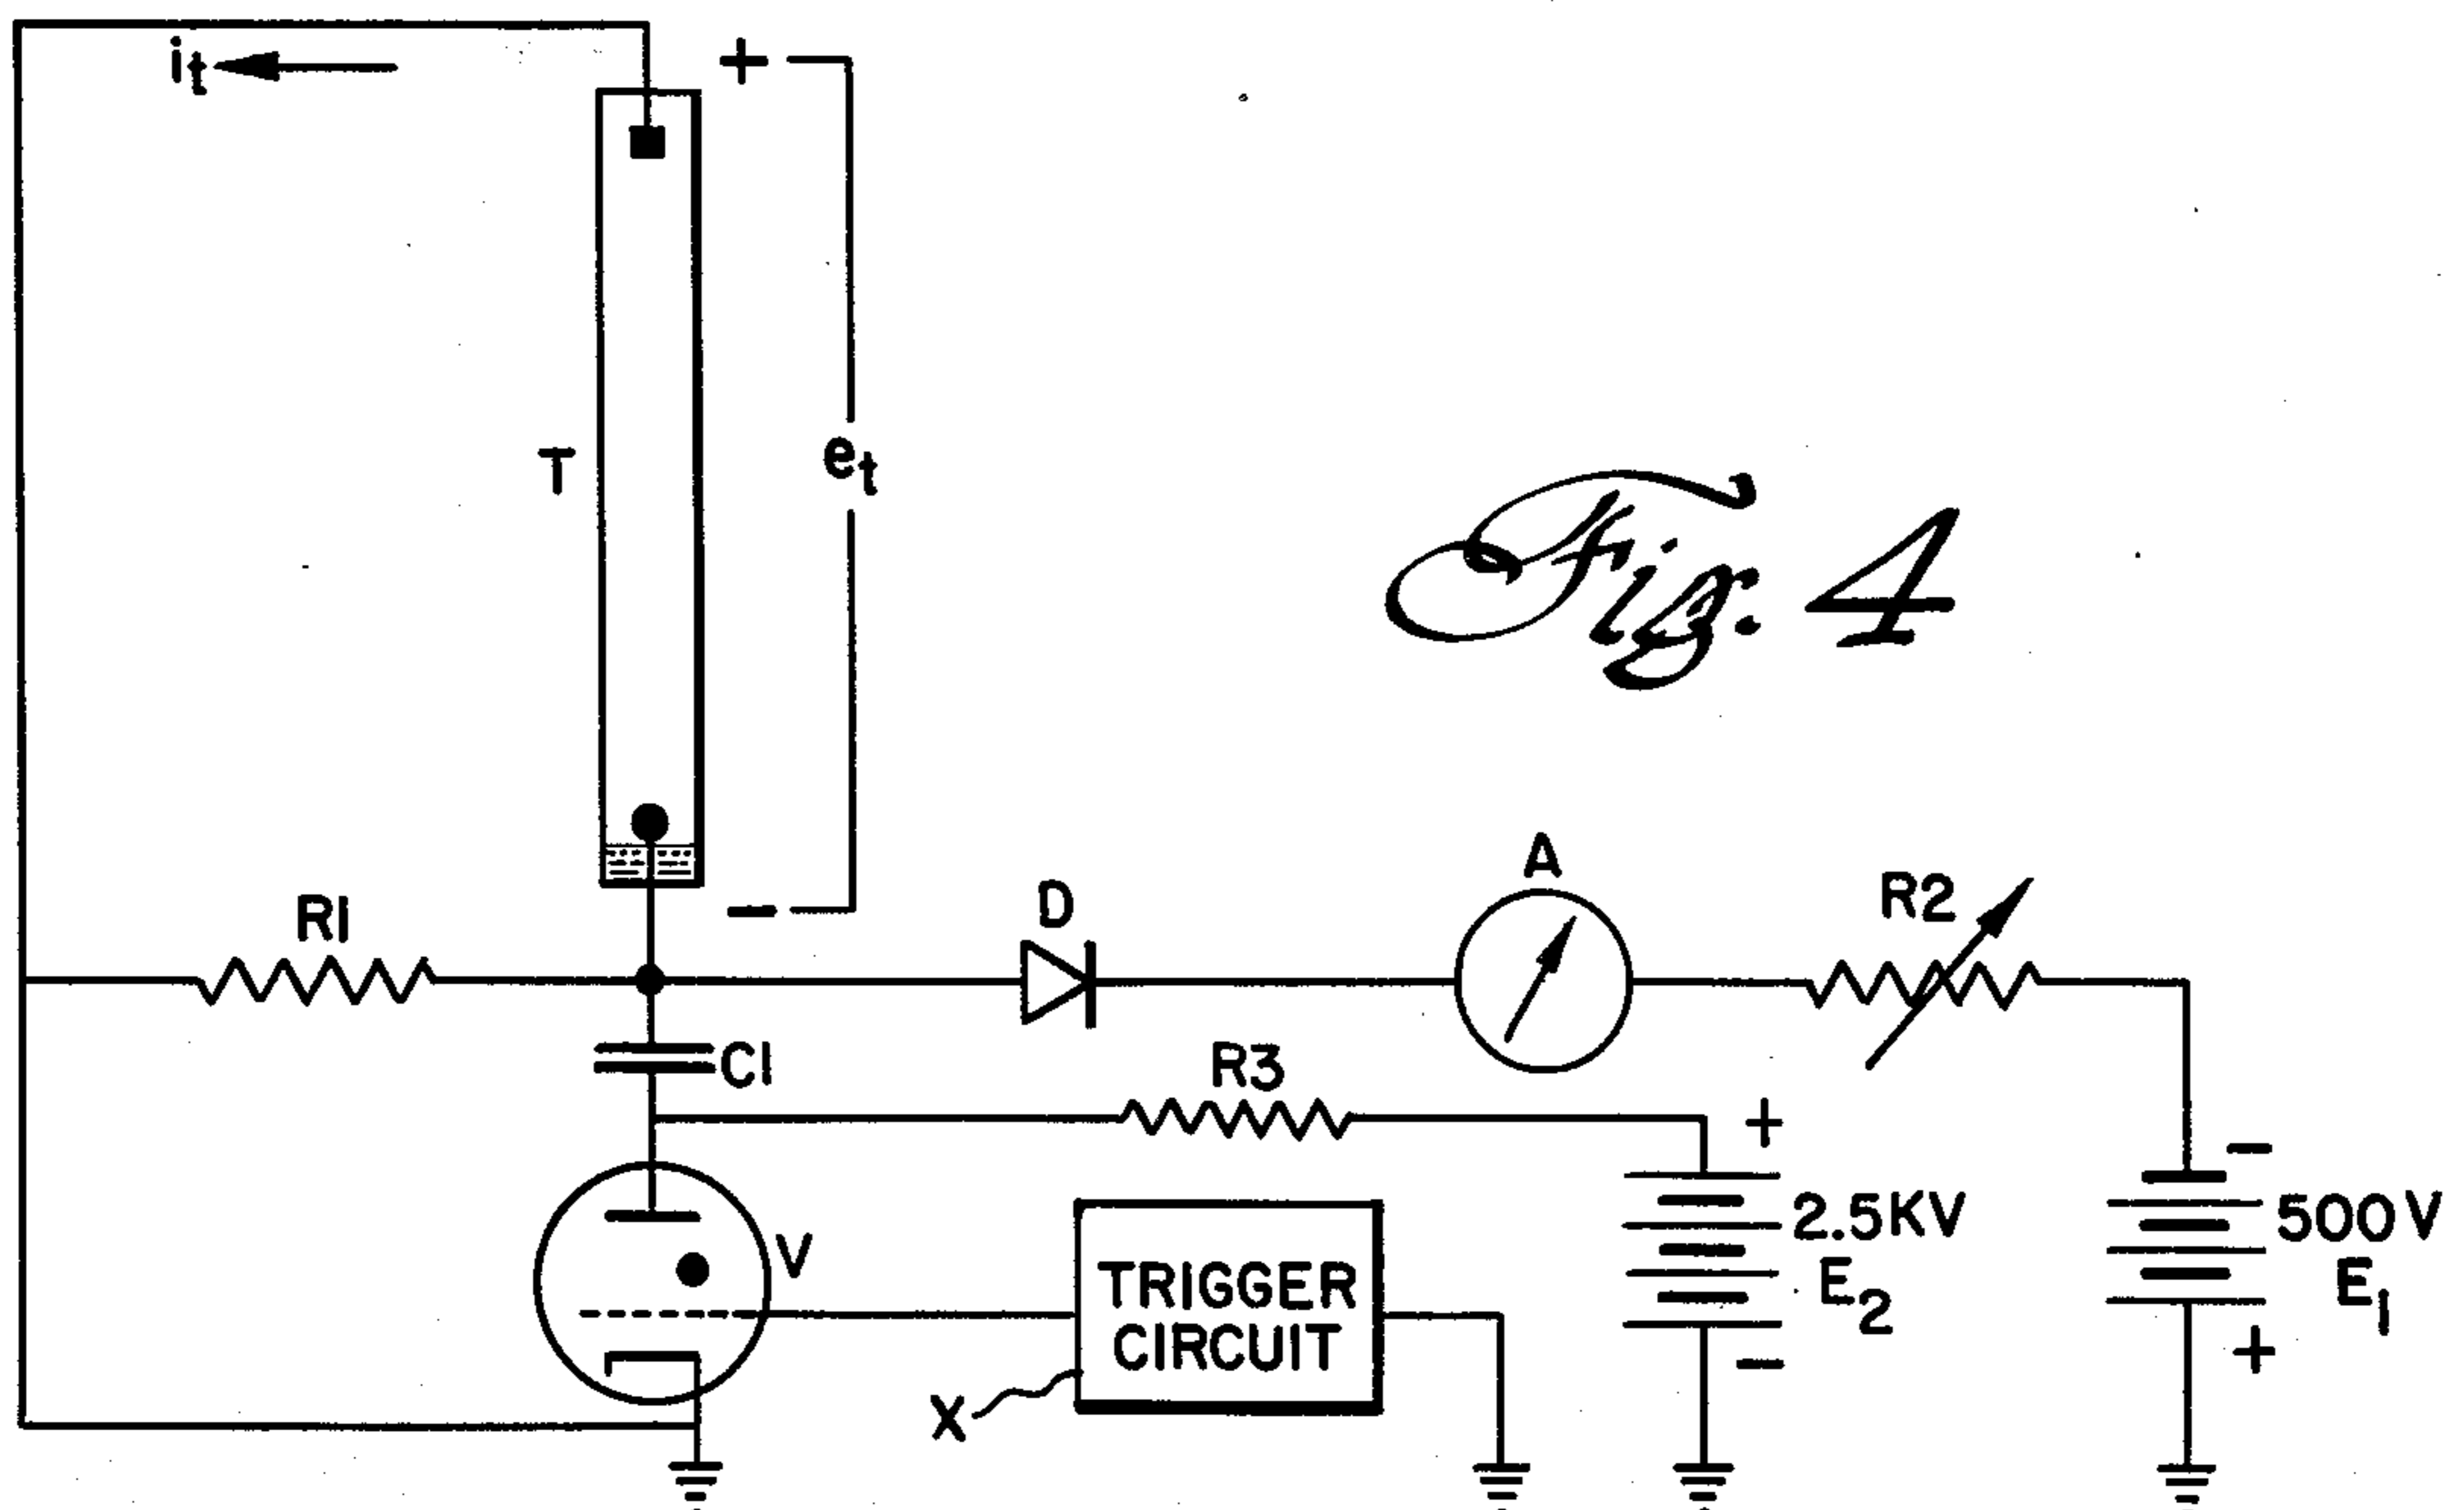 it
+
T
et
Fig. 4
−
R1
D
A
R2
C1
R3
+
−
V
TRIGGER
CIRCUIT
X
2.5KV
E2
−
500V
E1
+